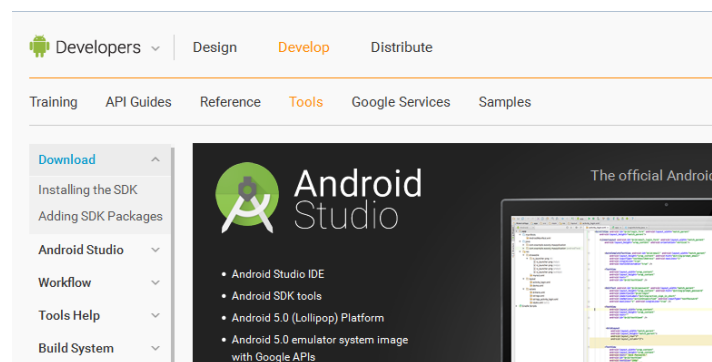 Developers Design Develop Distribute
Training API Guides Reference Tools Google Services Samples
Download
Installing the SDK
Adding SDK Packages
Android Studio
Workflow
Tools Help
Build System
Android
Studio
Android Studio IDE
Android SDK tools
Android 5.0 (Lollipop) Platform
Android 5.0 emulator system image
with Google APIs
The official Androi